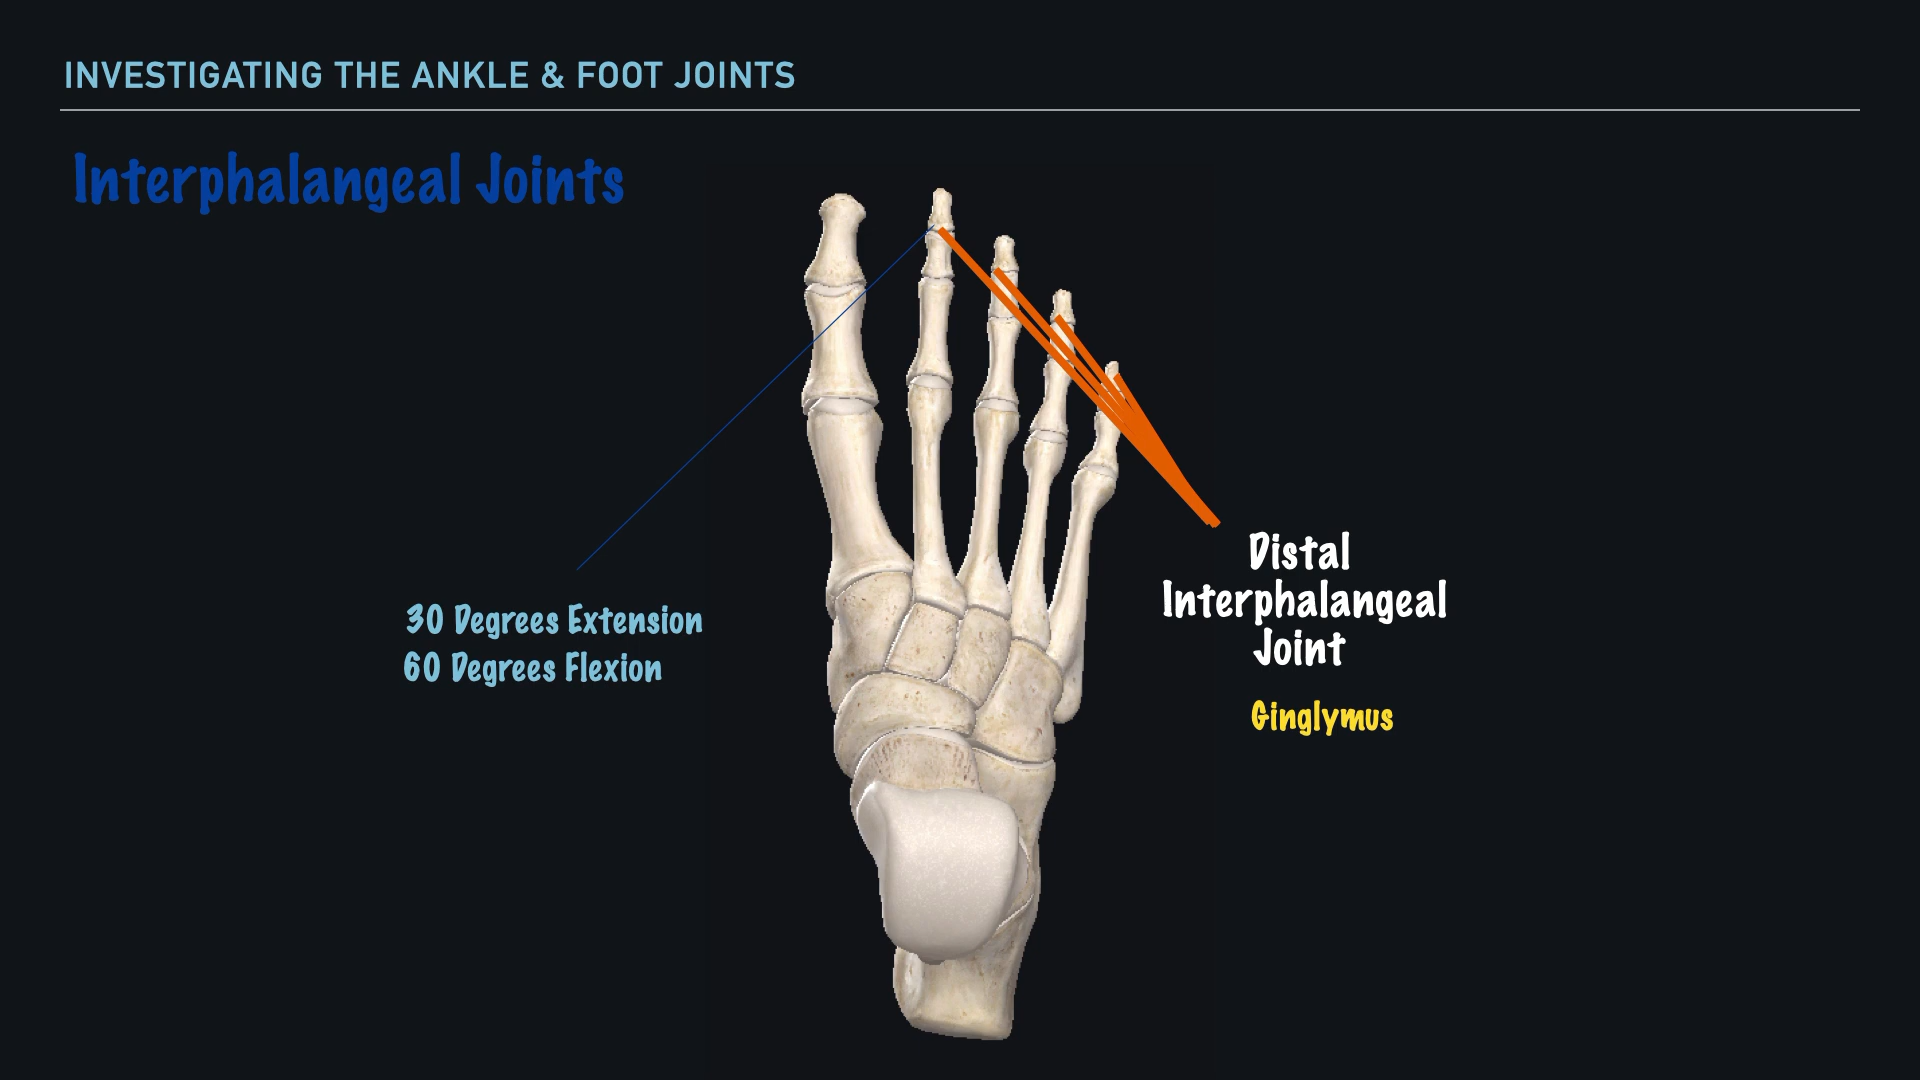 INVESTIGATING THE ANKLE & FOOT JOINTS
Interphalangeal Joints
30 Degrees Extension
60 Degrees Flexion
Distal
Interphalangeal
Joint
Ginglymus